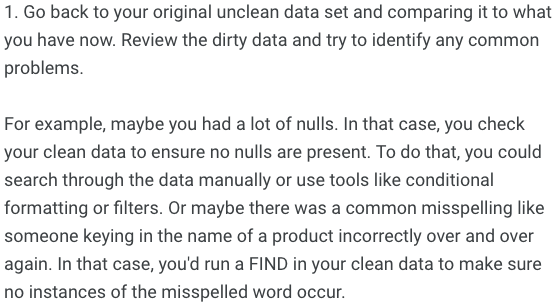 1. Go back to your original unclean data set and comparing it to what
you have now. Review the dirty data and try to identify any common
problems.
For example, maybe you had a lot of nulls. In that case, you check
your clean data to ensure no nulls are present. To do that, you could
search through the data manually or use tools like conditional
formatting or filters. Or maybe there was a common misspelling like
someone keying in the name of a product incorrectly over and over
again. In that case, you'd run a FIND in your clean data to make sure
no instances of the misspelled word occur.